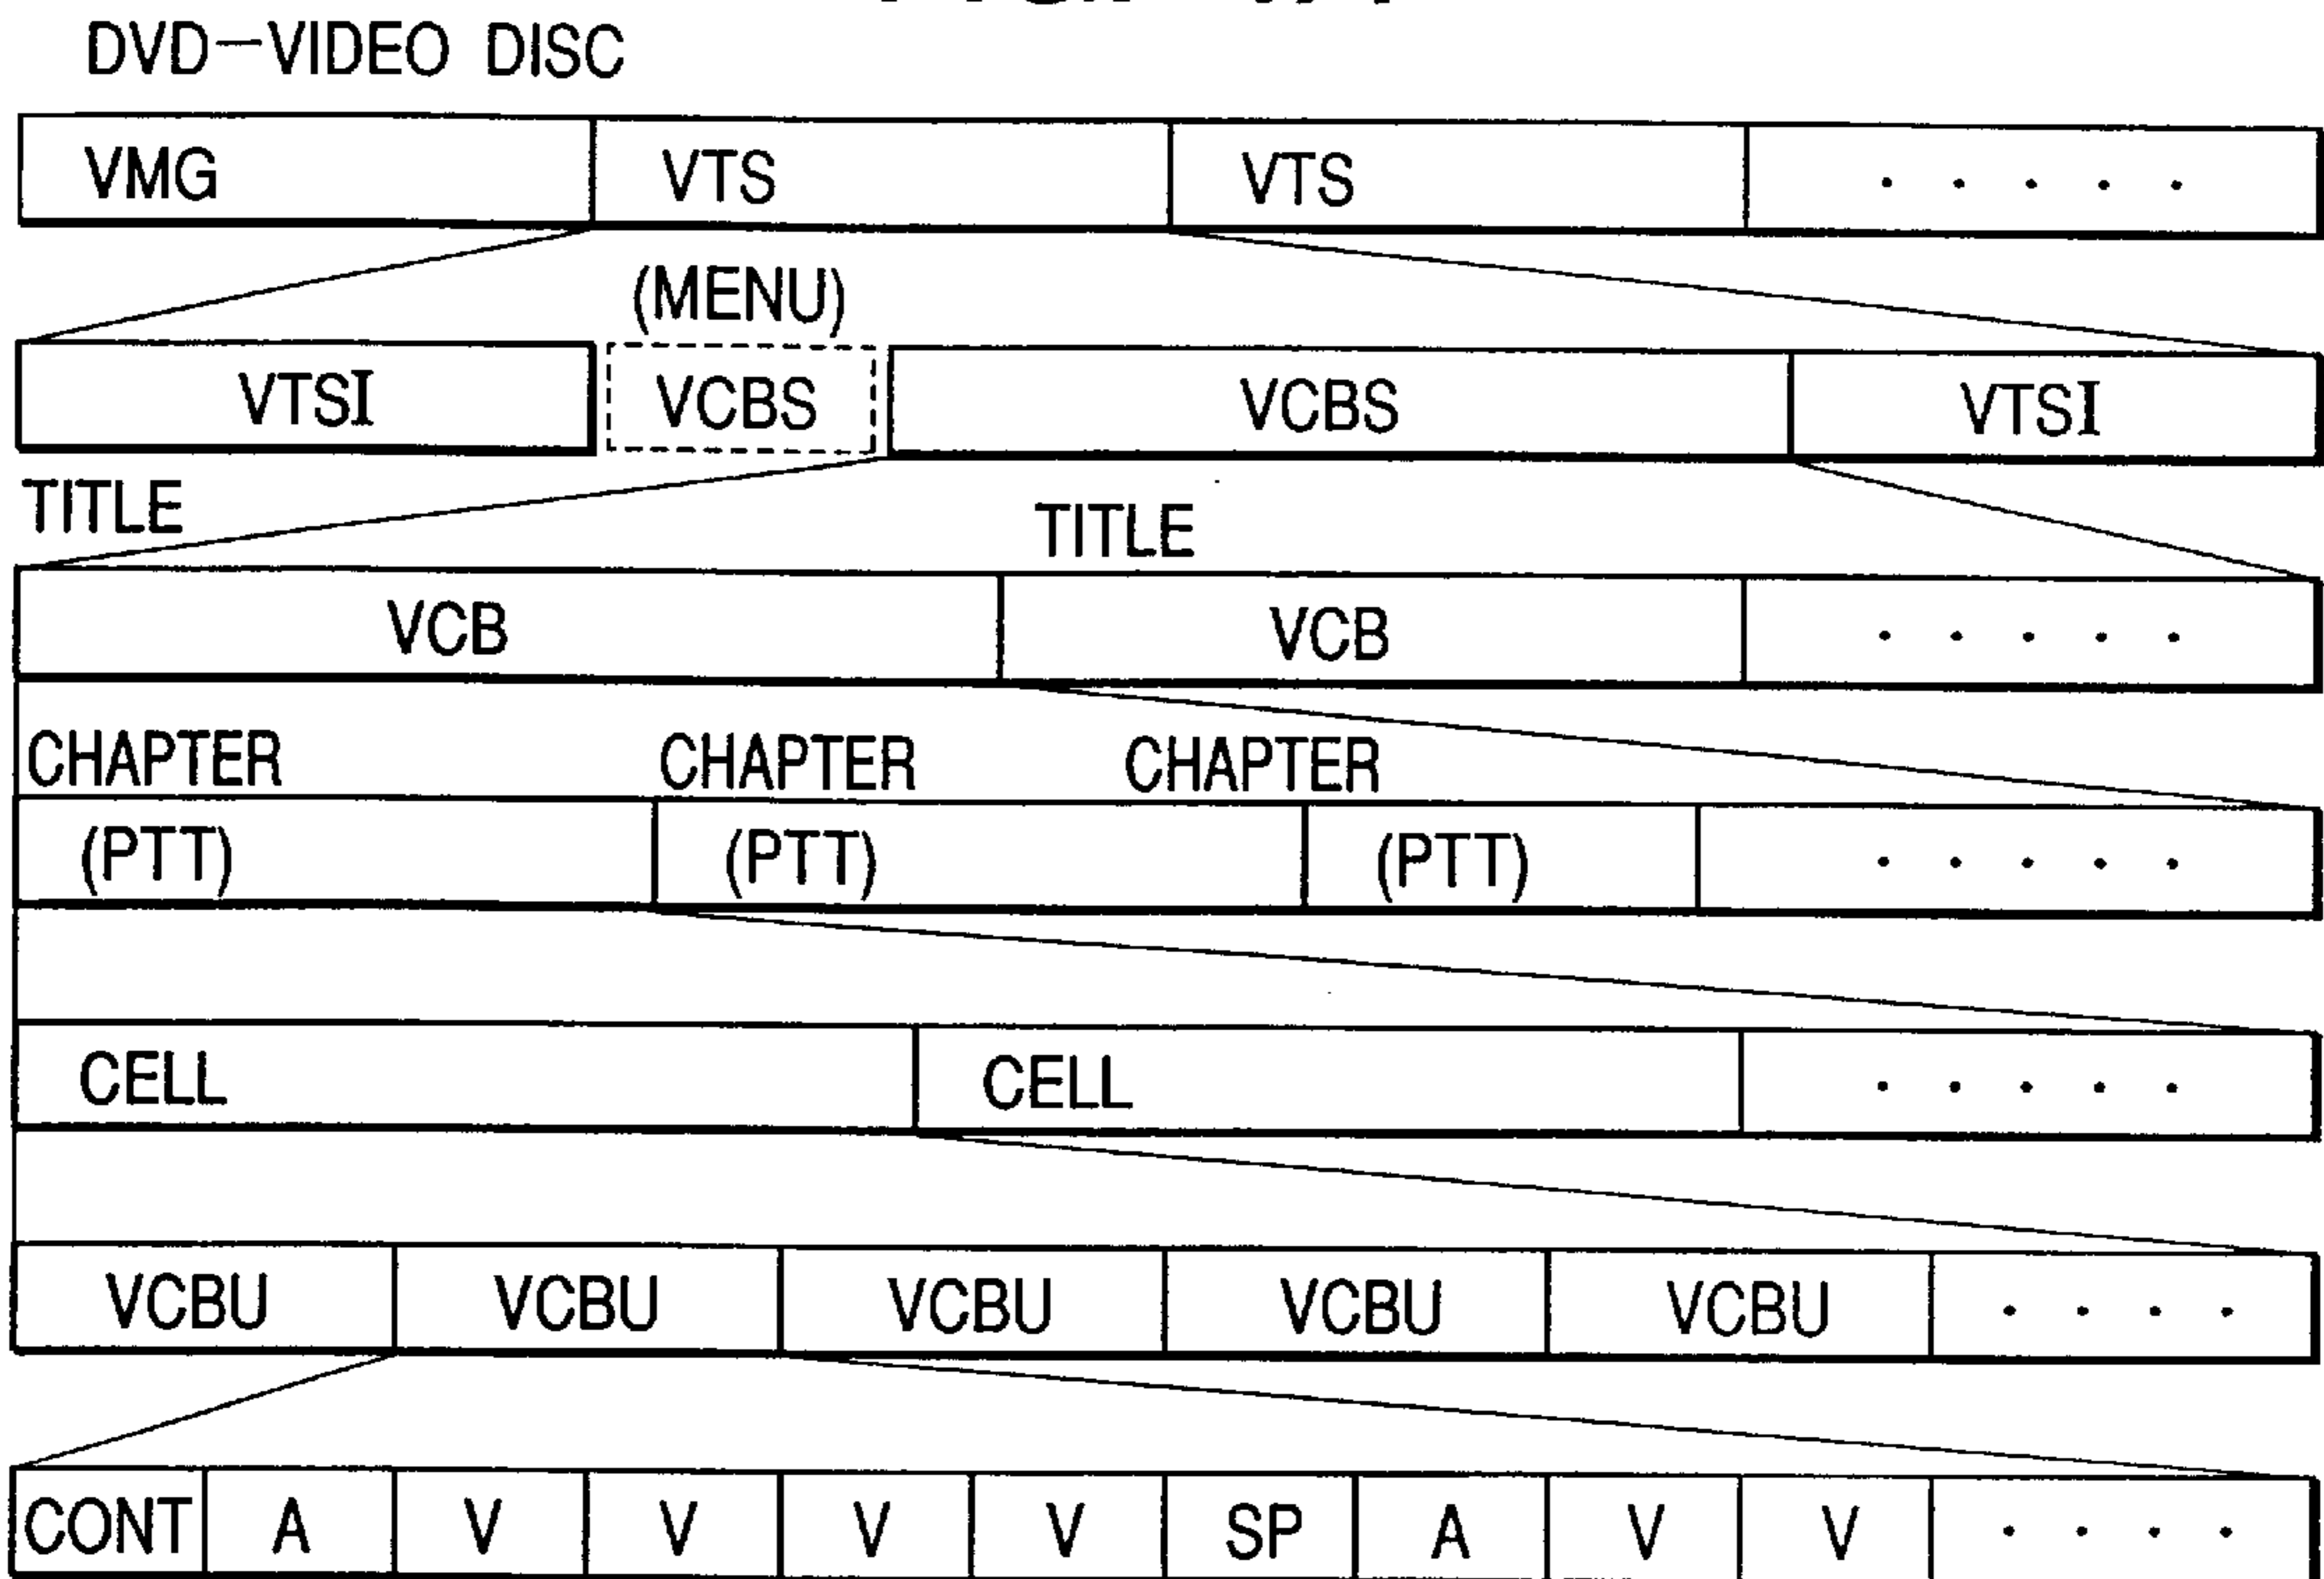 DVD—VIDEO DISC
VMG VTS VTS · · · · ·
(MENU)
VTSI VCBS VCBS VTSI
TITLE TITLE
VCB VCB · · · · ·
CHAPTER CHAPTER CHAPTER
(PTT) (PTT) (PTT) · · · · ·
CELL CELL · · · · ·
VCBU VCBU VCBU VCBU VCBU · · · ·
CONT A V V V V SP A V V · · · ·